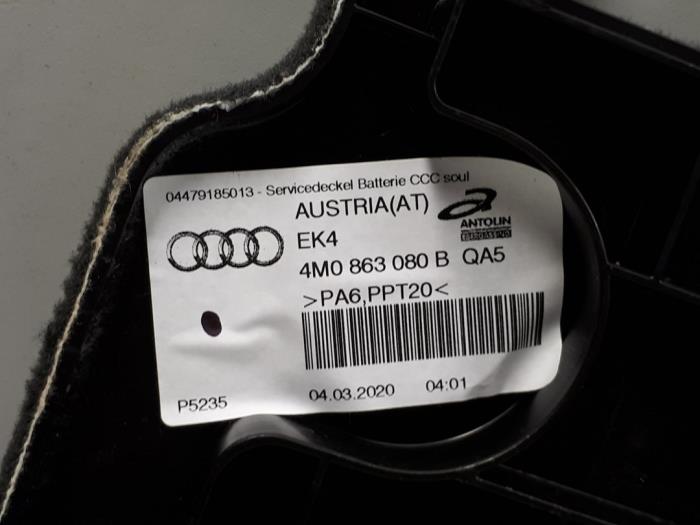 04479185013 - Servicedeckel Batterie CCC soul
AUSTRIA(AT)
ANTOLIN
EK4
4M0 863 080 B QA5
>PA6,PPT20<
04.03.2020 04:01
P5235